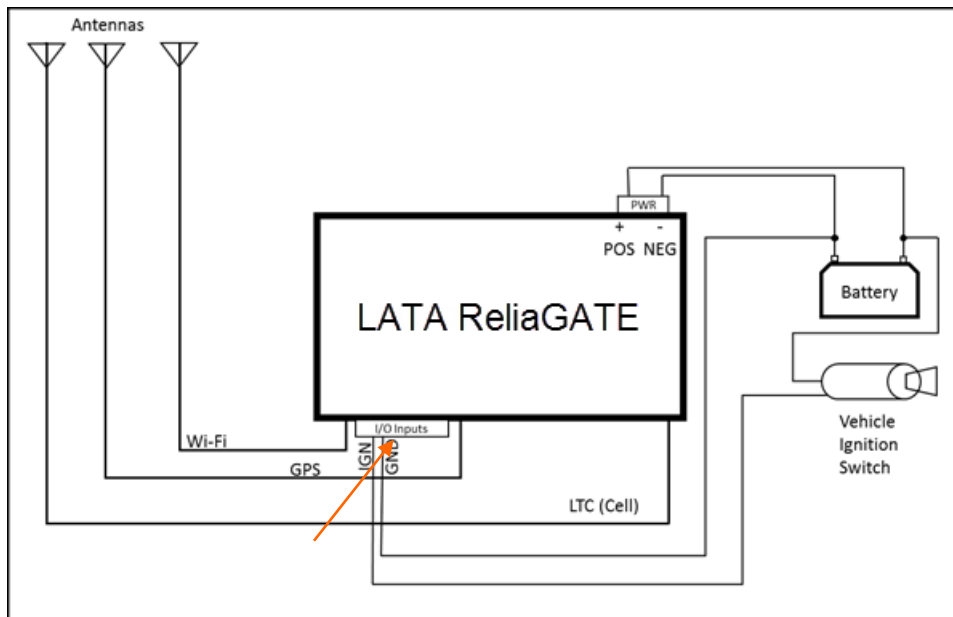 Antennas
PWR
+ -
POS NEG
Battery
LATA ReliaGATE
I/O Inputs
Wi-Fi
IGN
GND
GPS
LTC (Cell)
Vehicle
Ignition
Switch